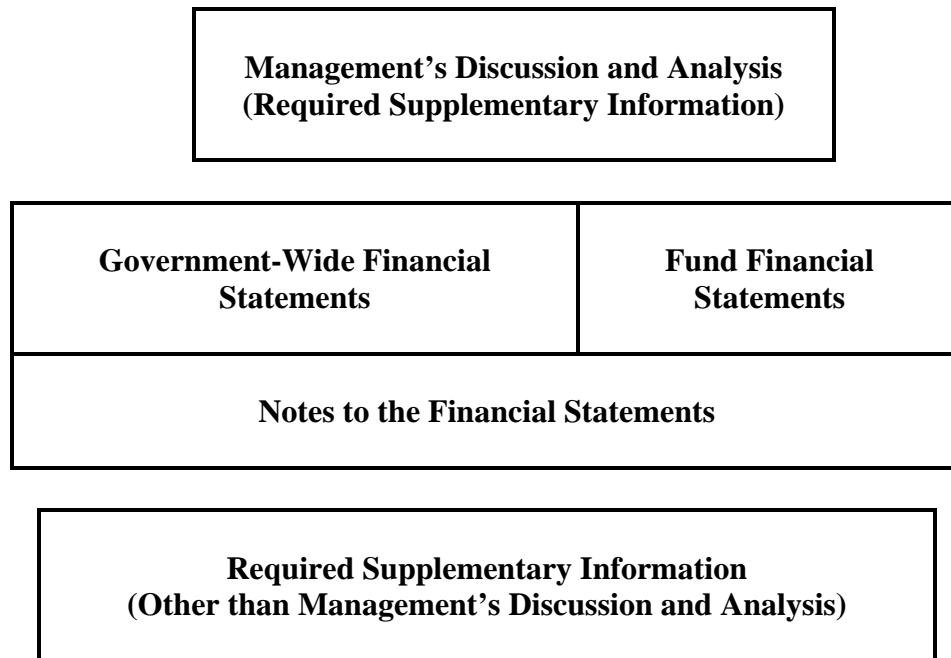 Management’s Discussion and Analysis
(Required Supplementary Information)
Government-Wide Financial
Statements
Fund Financial
Statements
Notes to the Financial Statements
Required Supplementary Information
(Other than Management’s Discussion and Analysis)